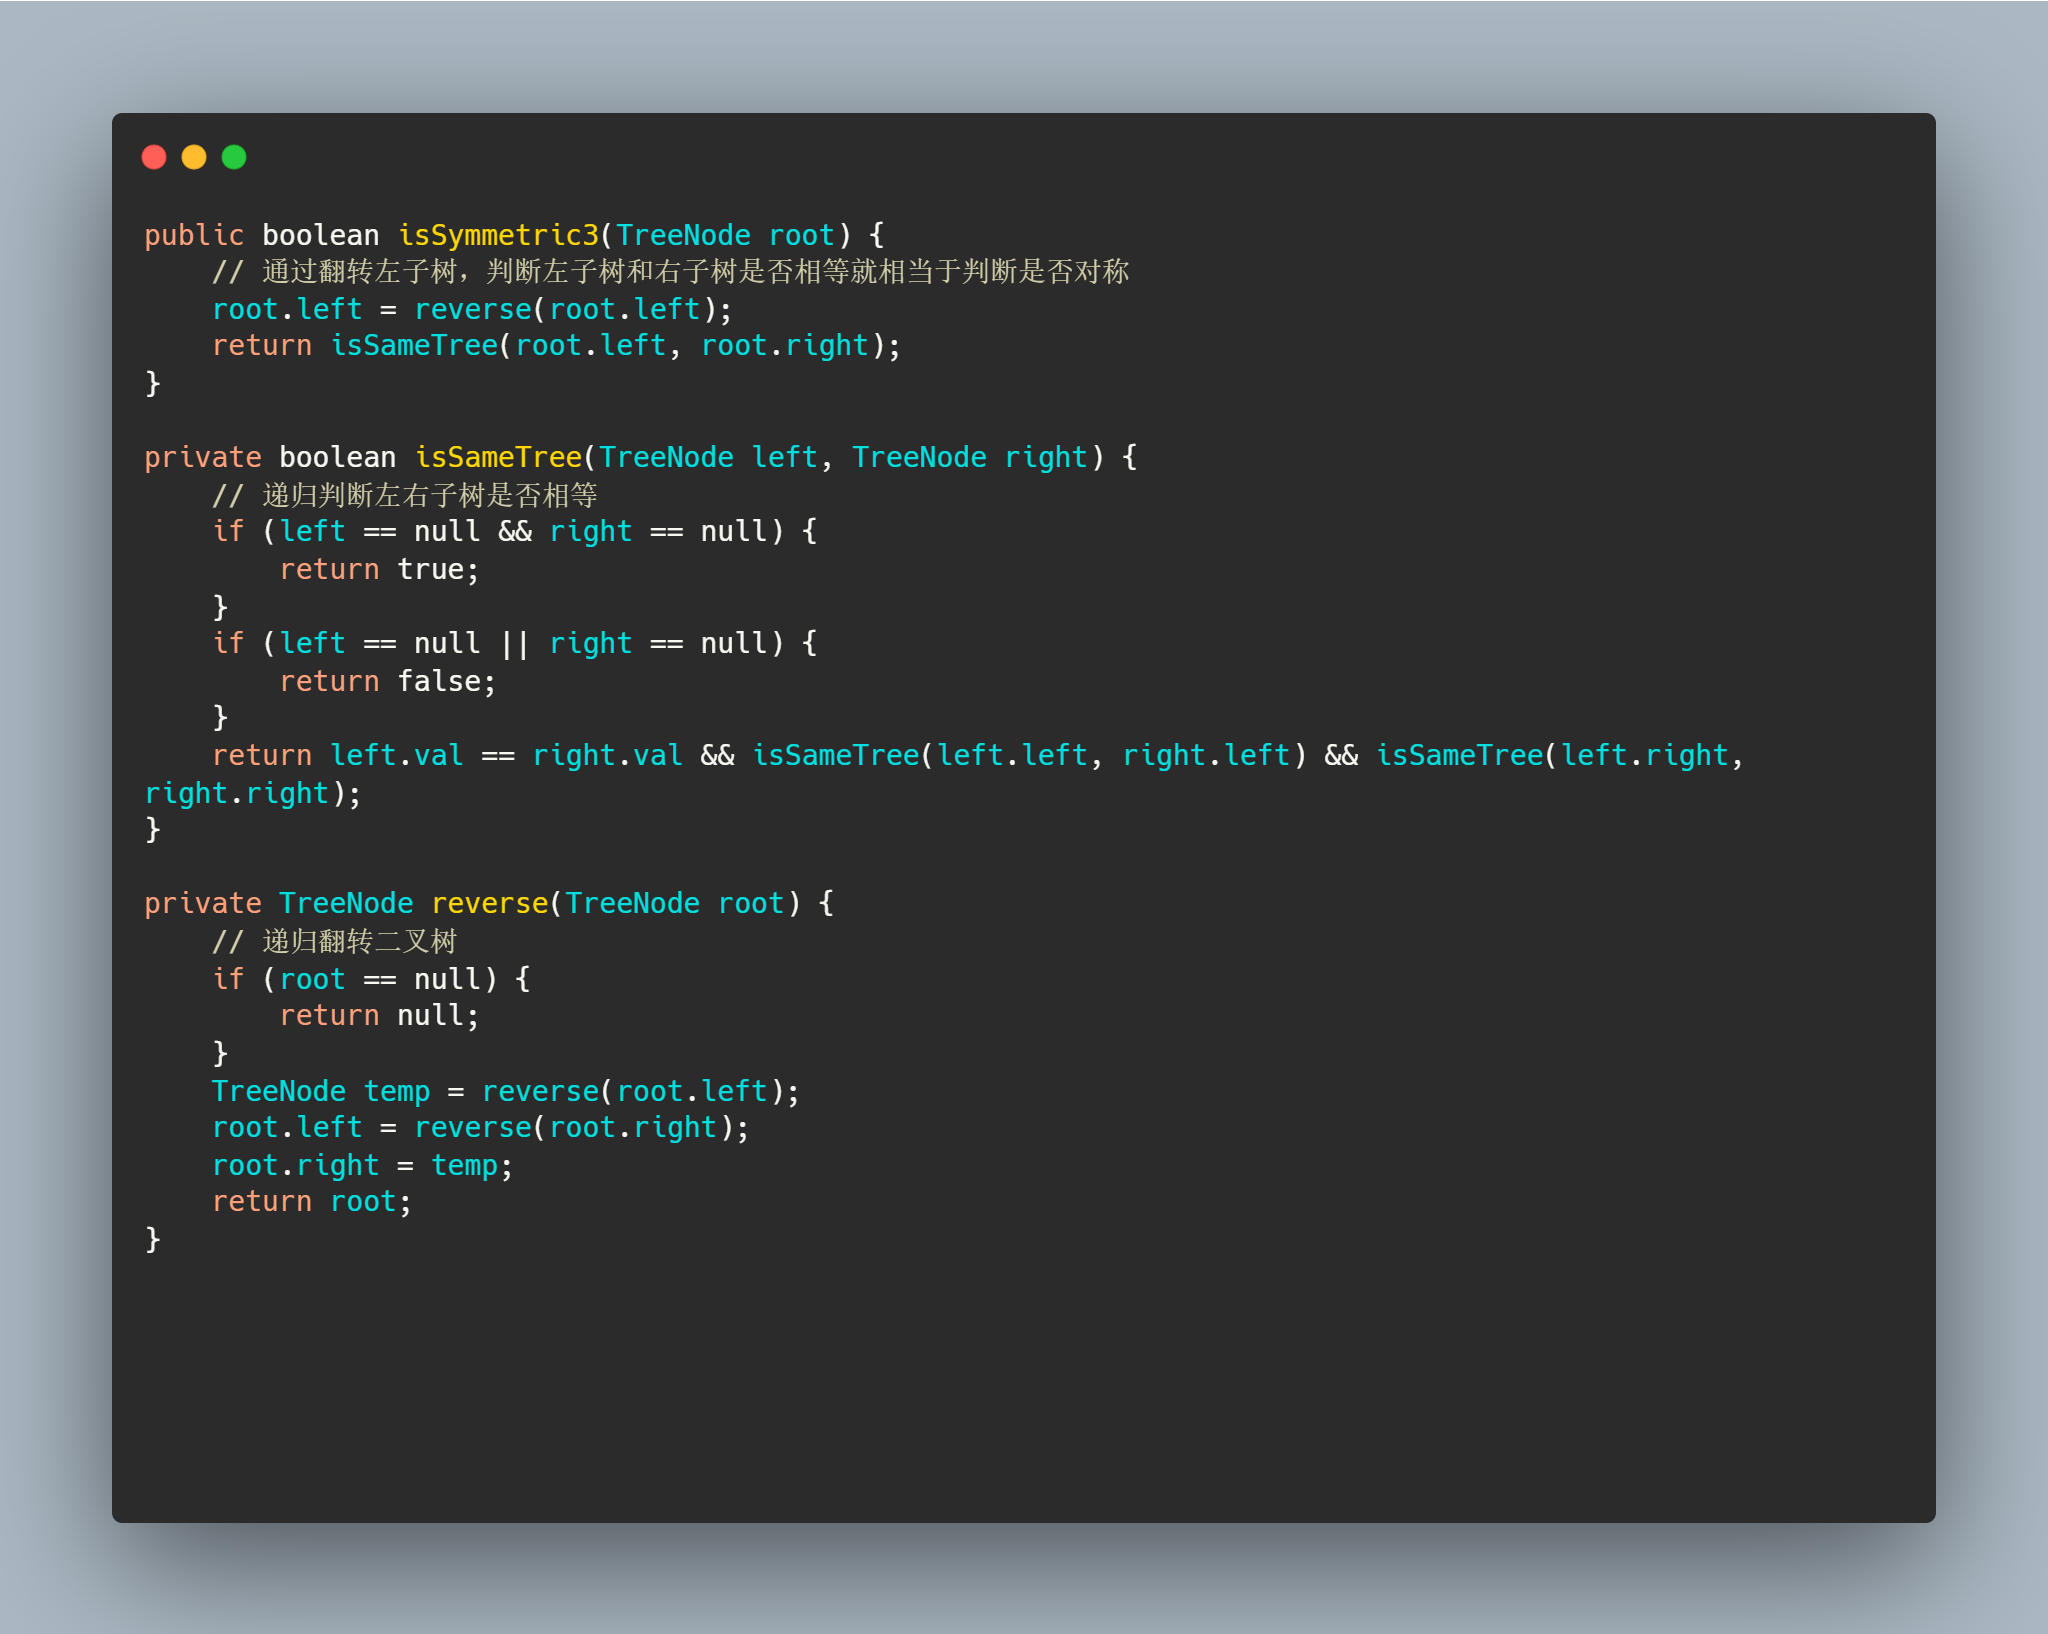 public boolean isSymmetric3(TreeNode root) {
    // 通过翻转左子树，判断左子树和右子树是否相等就相当于判断是否对称
    root.left = reverse(root.left);
    return isSameTree(root.left, root.right);
}

private boolean isSameTree(TreeNode left, TreeNode right) {
    // 递归判断左右子树是否相等
    if (left == null && right == null) {
        return true;
    }
    if (left == null || right == null) {
        return false;
    }
    return left.val == right.val && isSameTree(left.left, right.left) && isSameTree(left.right,
right.right);
}

private TreeNode reverse(TreeNode root) {
    // 递归翻转二叉树
    if (root == null) {
        return null;
    }
    TreeNode temp = reverse(root.left);
    root.left = reverse(root.right);
    root.right = temp;
    return root;
}